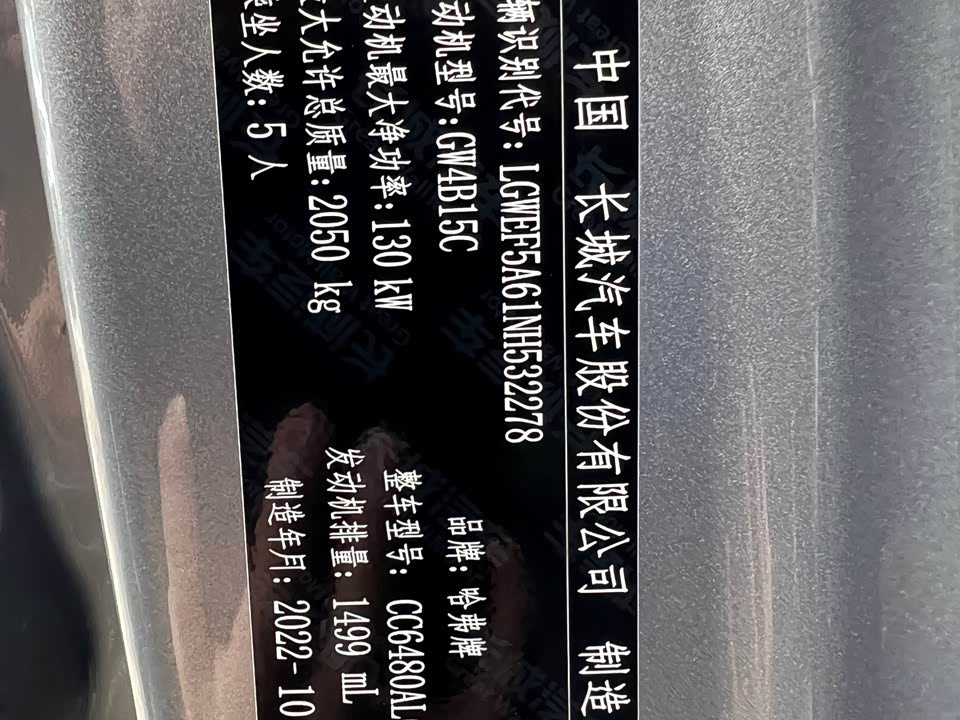 中国 长城汽车股份有限公司 制造
辆识别代号: LGWEF5A61NH532278
品牌: 哈弗牌
动机型号:GW4B15C
整车型号: CC6480AL
动机最大净功率:130 kW
发动机排量: 1499 mL
大允许总质量:2050 kg
制造年月: 2022-10
坐人数: 5 人